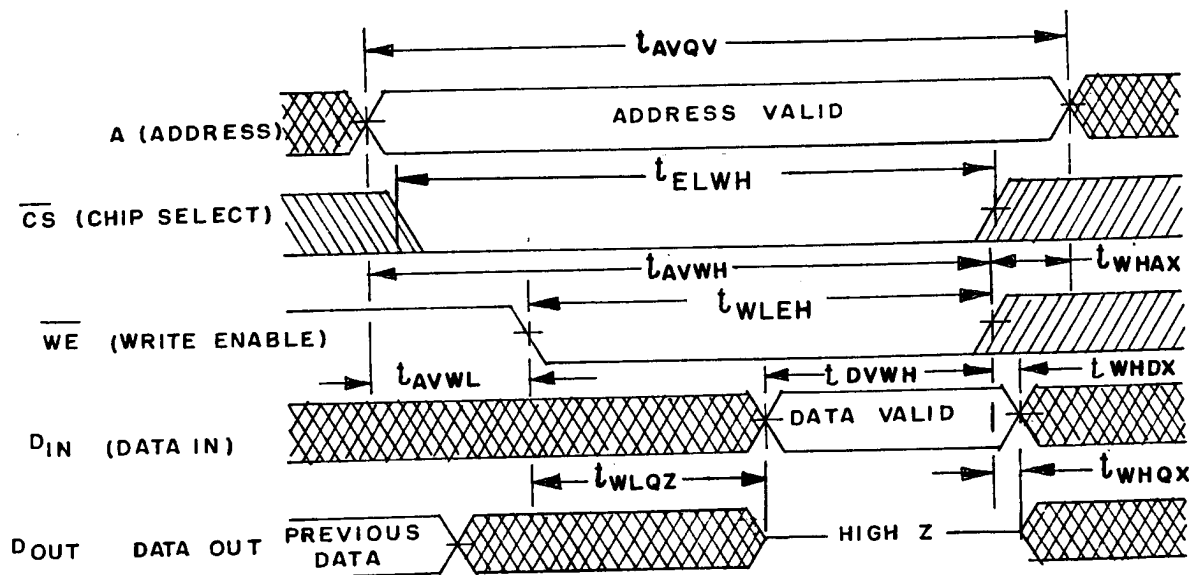 tAVQV
A (ADDRESS)
ADDRESS VALID
tELWH
CS (CHIP SELECT)
tAVWH
tWHAX
tWLEH
WE (WRITE ENABLE)
tAVWL
tDVWH
tWHDX
DIN (DATA IN)
DATA VALID
tWLQZ
tWHQX
DOUT DATA OUT
PREVIOUS
DATA
HIGH Z